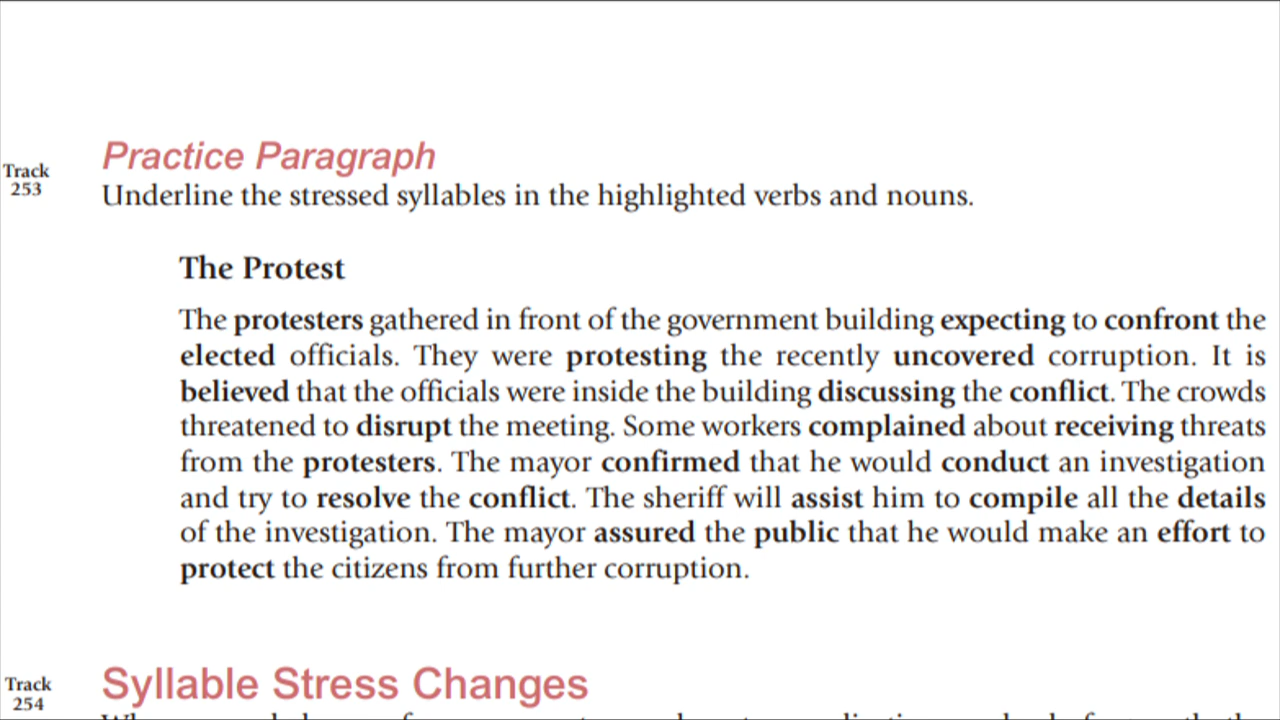 Practice Paragraph
Track
253
Underline the stressed syllables in the highlighted verbs and nouns.
The Protest
The protesters gathered in front of the government building expecting to confront the
elected officials. They were protesting the recently uncovered corruption. It is
believed that the officials were inside the building discussing the conflict. The crowds
threatened to disrupt the meeting. Some workers complained about receiving threats
from the protesters. The mayor confirmed that he would conduct an investigation
and try to resolve the conflict. The sheriff will assist him to compile all the details
of the investigation. The mayor assured the public that he would make an effort to
protect the citizens from further corruption.
Track
254
Syllable Stress Changes